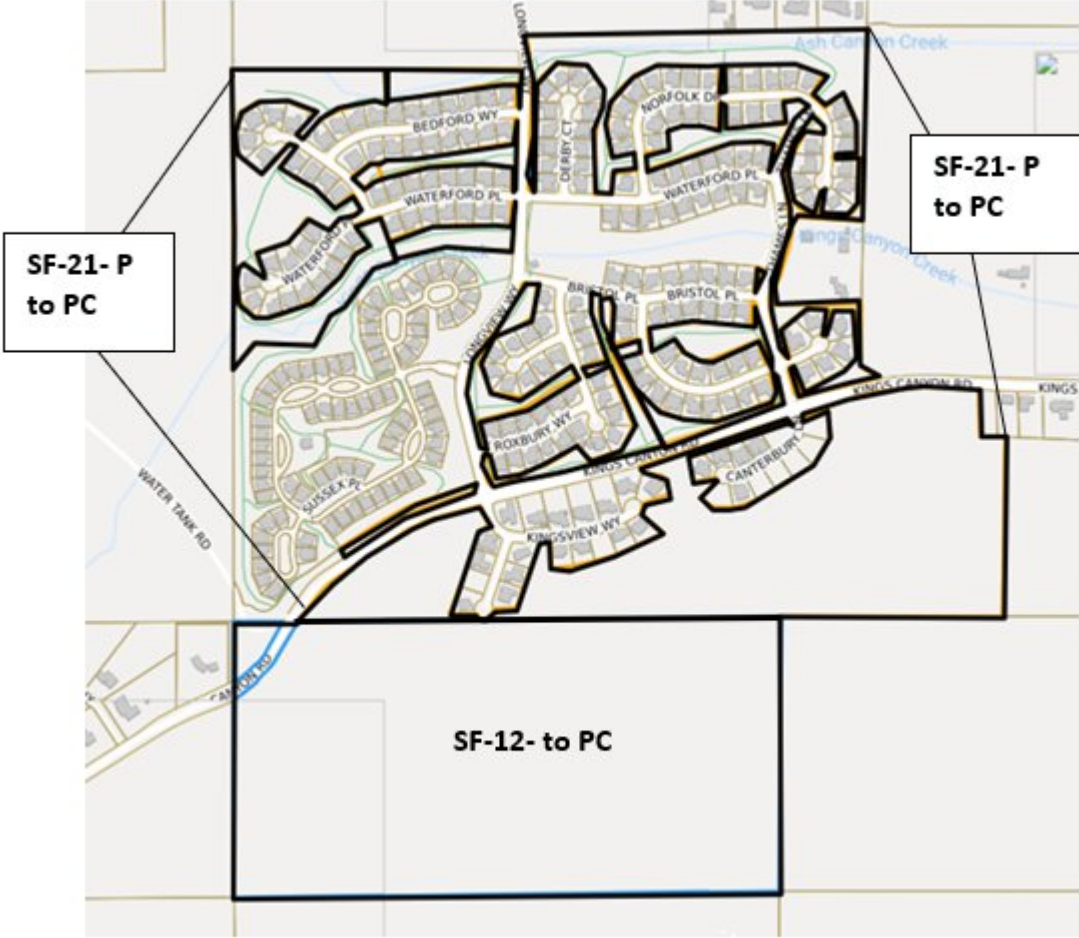 LONG
Ash Canyon Creek
NORFOLK D
BEDFORD WY
DERBY CT
SF-21- P
to PC
WATERFORD PL
WATERFORD PL
SF-21- P
to PC
WATERFORD
Kings Canyon Creek
BRISTOL PL
BRISTOL PL
LONGVIEW WY
KINGS CANYON RD
KINGS
ROXBURY WY
KINGS CANYON RD
CANTERBURY
WATER TANK RD
SUSSEX PL
KINGSVIEW WY
CANYON RD
SF-12- to PC